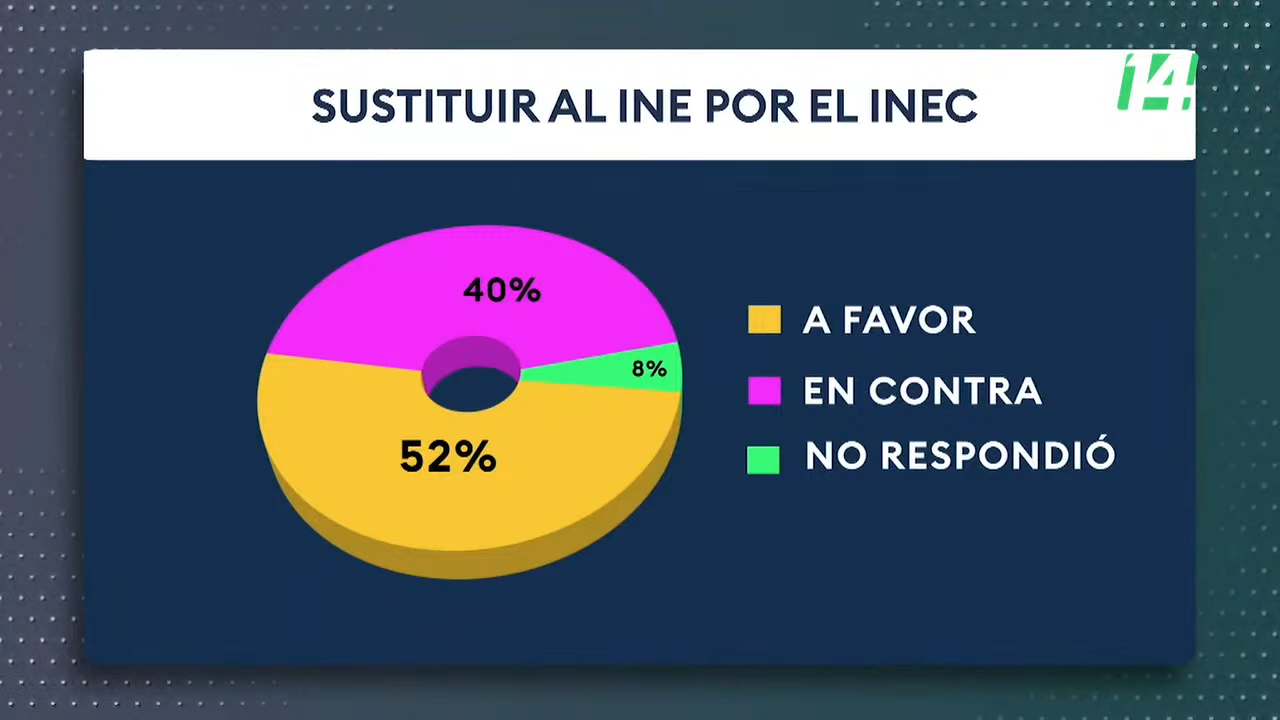 SUSTITUIR AL INE POR EL INEC
14
40%
8%
52%
A FAVOR
EN CONTRA
NO RESPONDIÓ